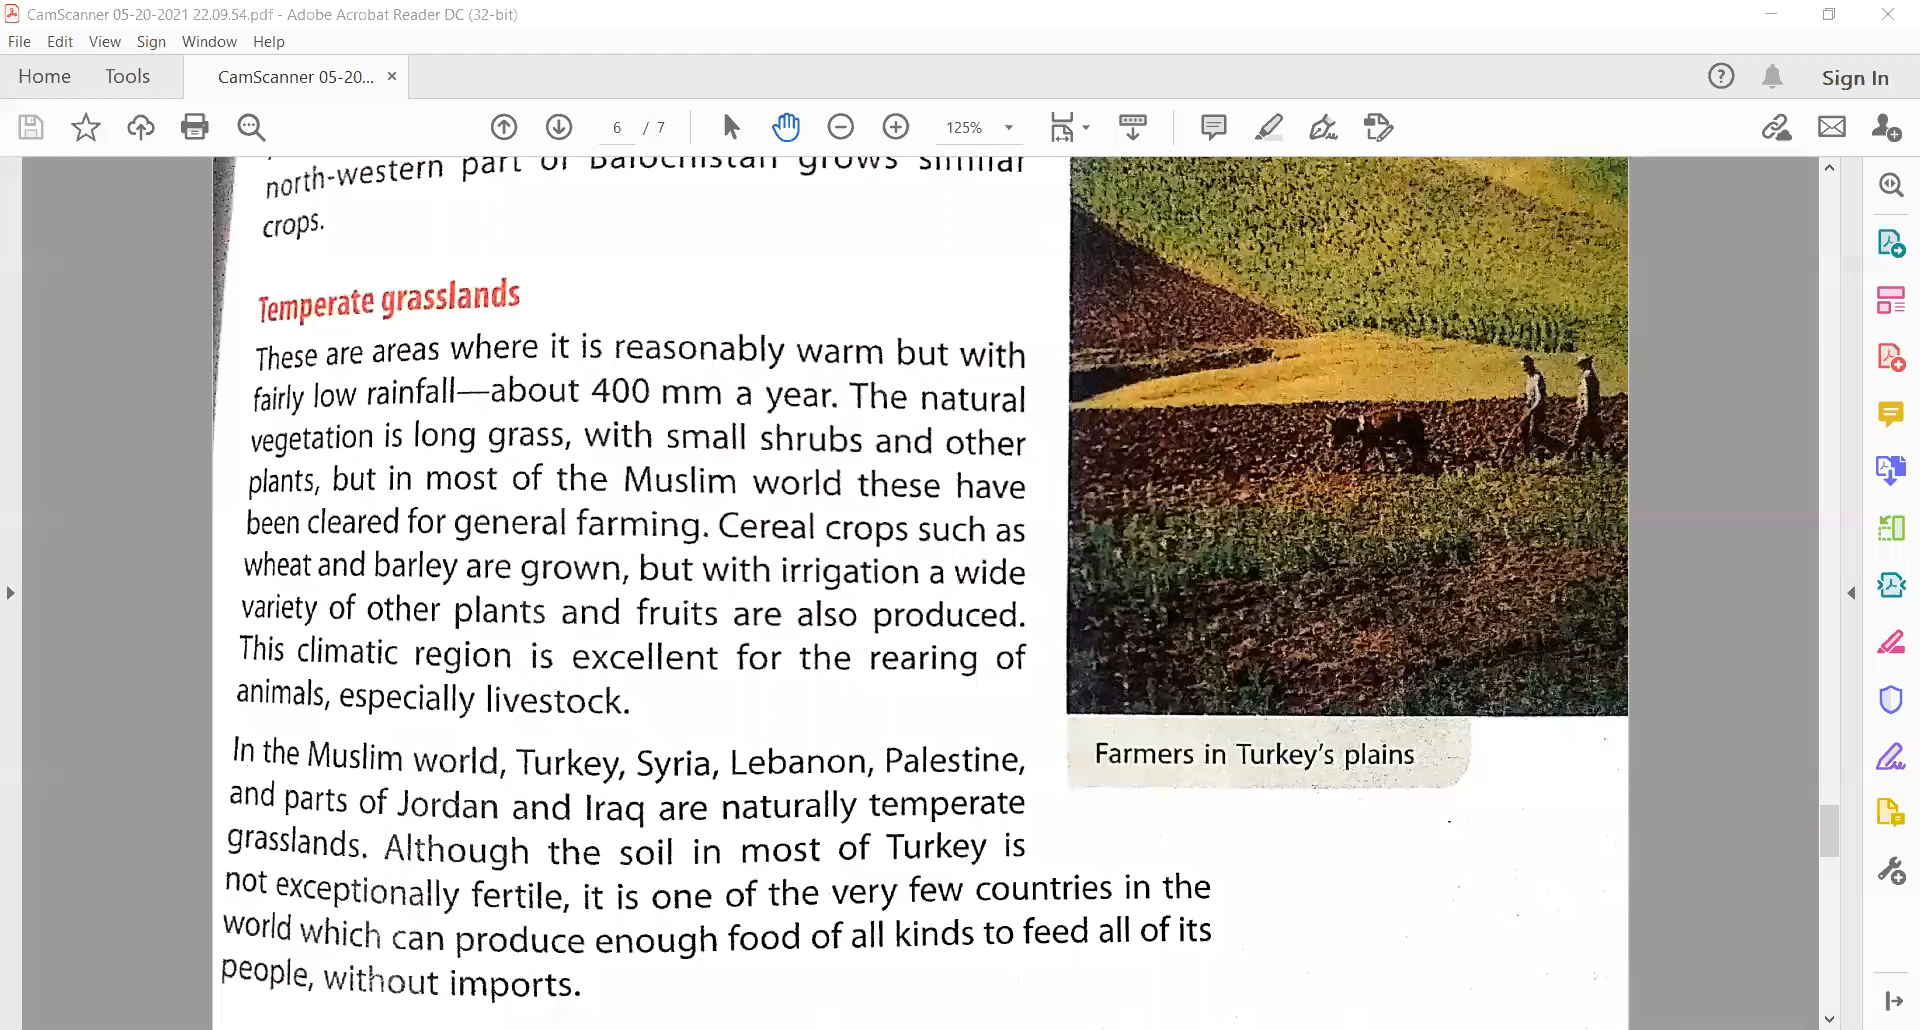 CamScanner 05-20-2021 22.09.54.pdf - Adobe Acrobat Reader DC (32-bit)
File Edit View Sign Window Help
Home Tools CamScanner 05-20... × Sign In
6 / 7 125%
north-western part of Balochistan grows similar
crops.
Temperate grasslands
These are areas where it is reasonably warm but with
fairly low rainfall—about 400 mm a year. The natural
vegetation is long grass, with small shrubs and other
plants, but in most of the Muslim world these have
been cleared for general farming. Cereal crops such as
wheat and barley are grown, but with irrigation a wide
variety of other plants and fruits are also produced.
This climatic region is excellent for the rearing of
animals, especially livestock.
In the Muslim world, Turkey, Syria, Lebanon, Palestine,
and parts of Jordan and Iraq are naturally temperate
grasslands. Although the soil in most of Turkey is
not exceptionally fertile, it is one of the very few countries in the
world which can produce enough food of all kinds to feed all of its
people, without imports.
Farmers in Turkey's plains